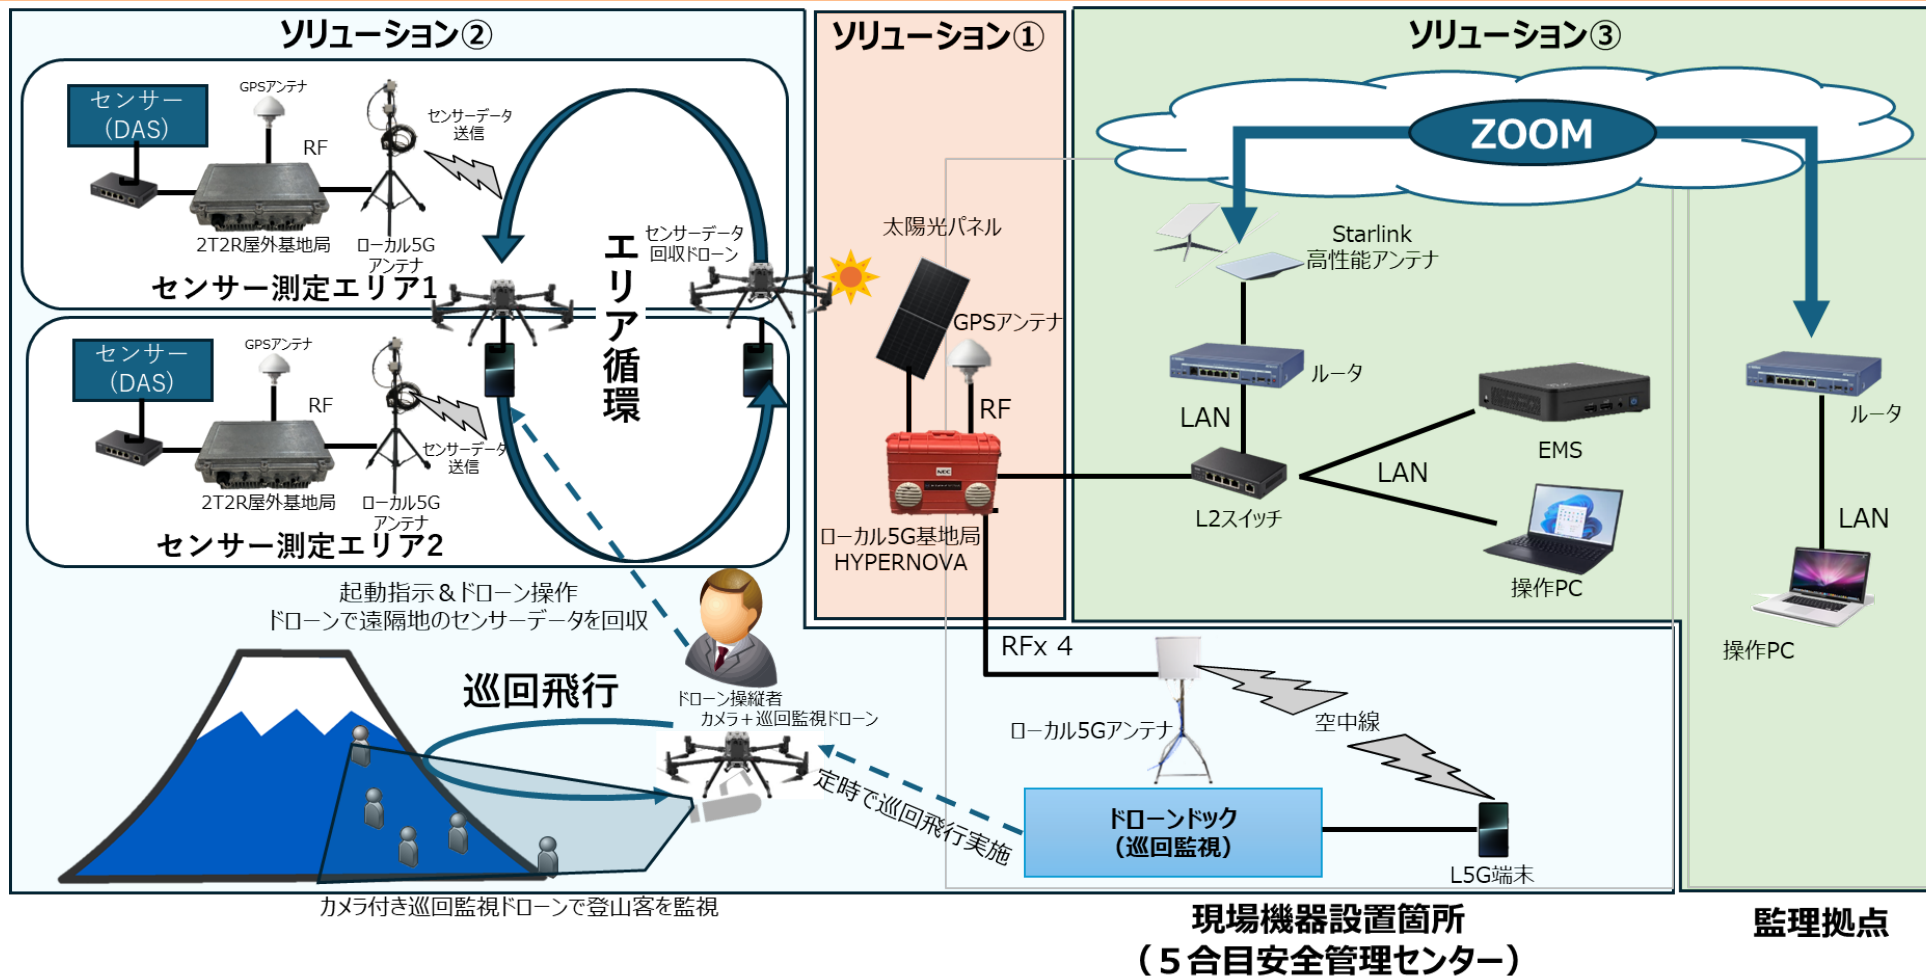 ソリューション②
センサー
（DAS）
GPSアンテナ
RF
センサーデータ
送信
2T2R屋外基地局
ローカル5G
アンテナ
センサー測定エリア1
センサーデータ
回収ドローン
エリア循環
センサー
（DAS）
GPSアンテナ
RF
センサーデータ
送信
2T2R屋外基地局
ローカル5G
アンテナ
センサー測定エリア2
起動指示＆ドローン操作
ドローンで遠隔地のセンサーデータを回収
ドローン操縦者
巡回飛行
カメラ＋巡回監視ドローン
定時で巡回飛行実施
カメラ付き巡回監視ドローンで登山客を監視
ソリューション①
太陽光パネル
GPSアンテナ
RF
NEC
ローカル5G基地局
HYPERNOVA
RFx 4
ローカル5Gアンテナ
空中線
ドローンドック
（巡回監視）
L5G端末
ソリューション③
ZOOM
Starlink
高性能アンテナ
ルータ
LAN
L2スイッチ
LAN
EMS
操作PC
ルータ
LAN
操作PC
現場機器設置箇所
（５合目安全管理センター）
監理拠点